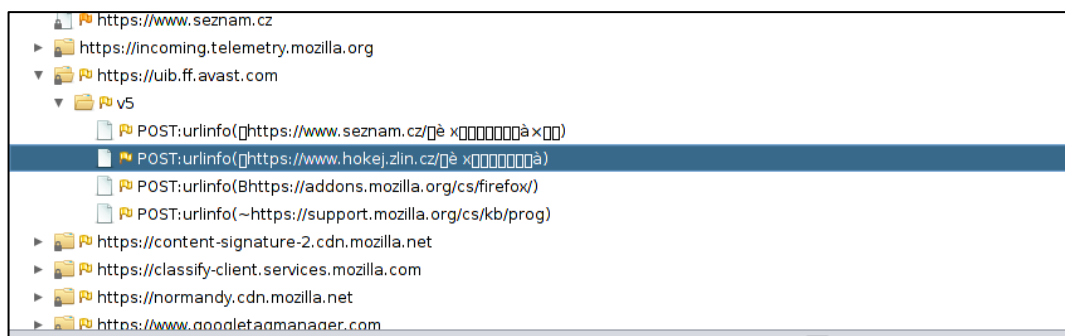 https://www.seznam.cz
https://incoming.telemetry.mozilla.org
https://uib.ff.avast.com
v5
POST:urlinfo(▯https://www.seznam.cz/▯è x▯▯▯▯▯▯▯à×▯▯)
POST:urlinfo(▯https://www.hokej.zlin.cz/▯è x▯▯▯▯▯▯▯à)
POST:urlinfo(Bhttps://addons.mozilla.org/cs/firefox/)
POST:urlinfo(~https://support.mozilla.org/cs/kb/prog)
https://content-signature-2.cdn.mozilla.net
https://classify-client.services.mozilla.com
https://normandy.cdn.mozilla.net
https://www.googletagmanager.com